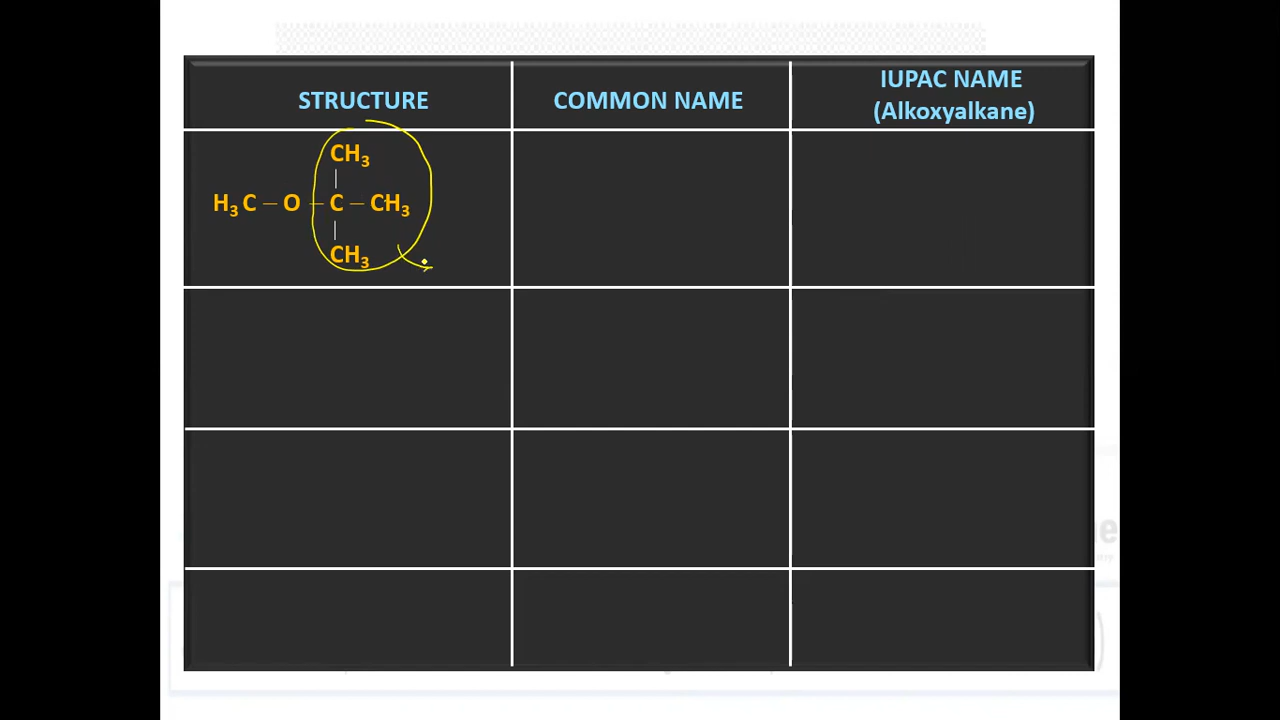 STRUCTURE
COMMON NAME
IUPAC NAME
(Alkoxyalkane)
CH₃
|
H₃C – O – C – CH₃
|
CH₃
e
)